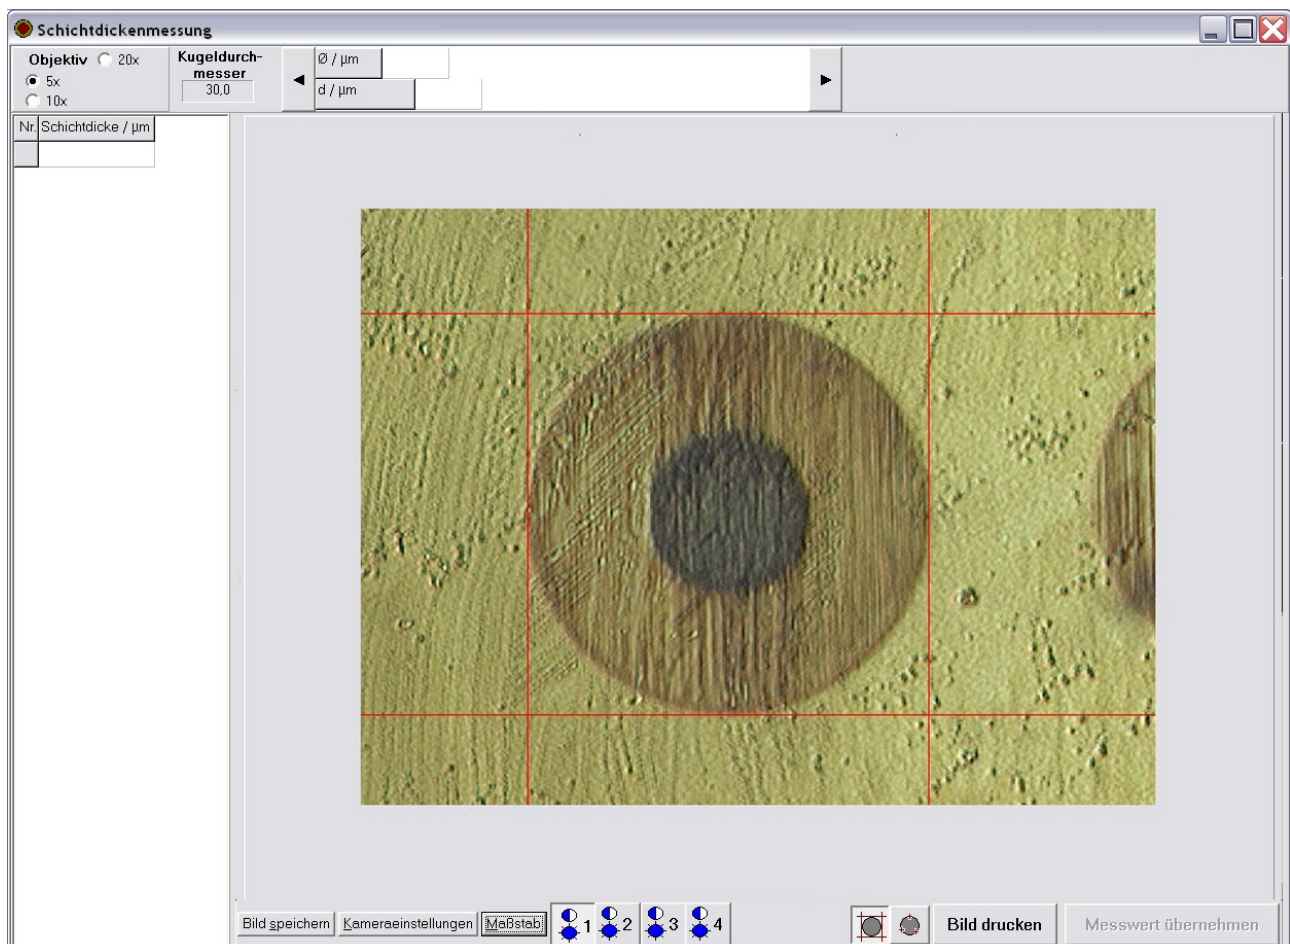 Schichtdickenmessung
Objektiv 20x
5x
10x
Kugeldurch-
messer
30,0
Ø / µm
d / µm
Nr. Schichtdicke / µm
Bild speichern Kameraeinstellungen Maßstab 1 2 3 4 Bild drucken Messwert übernehmen